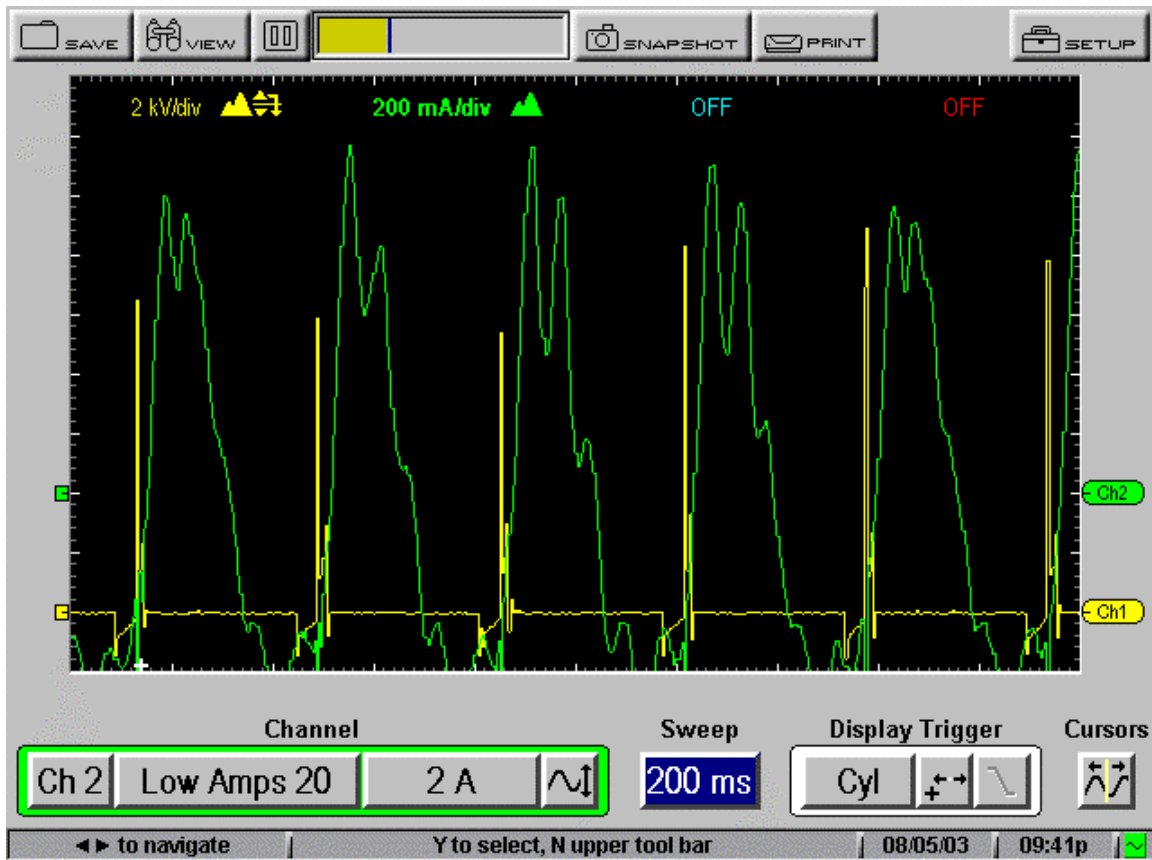 SAVE VIEW SNAPSHOT PRINT SETUP
2 kV/div 200 mA/div OFF OFF
Ch2
Ch1
Channel Sweep Display Trigger Cursors
Ch 2 Low Amps 20 2 A 200 ms Cyl
◄ ► to navigate Y to select, N upper tool bar 08/05/03 09:41p